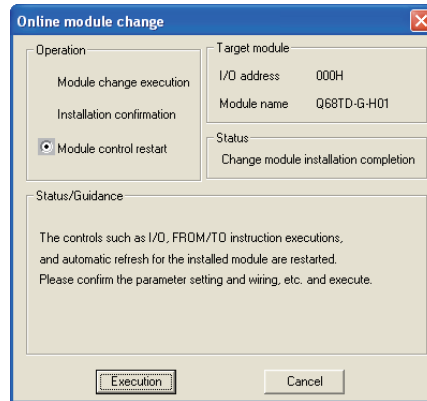 Online module change
Operation
Module change execution
Installation confirmation
Module control restart
Target module
I/O address 000H
Module name Q68TD-G-H01
Status
Change module installation completion
Status/Guidance
The controls such as I/O, FROM/TO instruction executions,
and automatic refresh for the installed module are restarted.
Please confirm the parameter setting and wiring, etc. and execute.
Execution Cancel